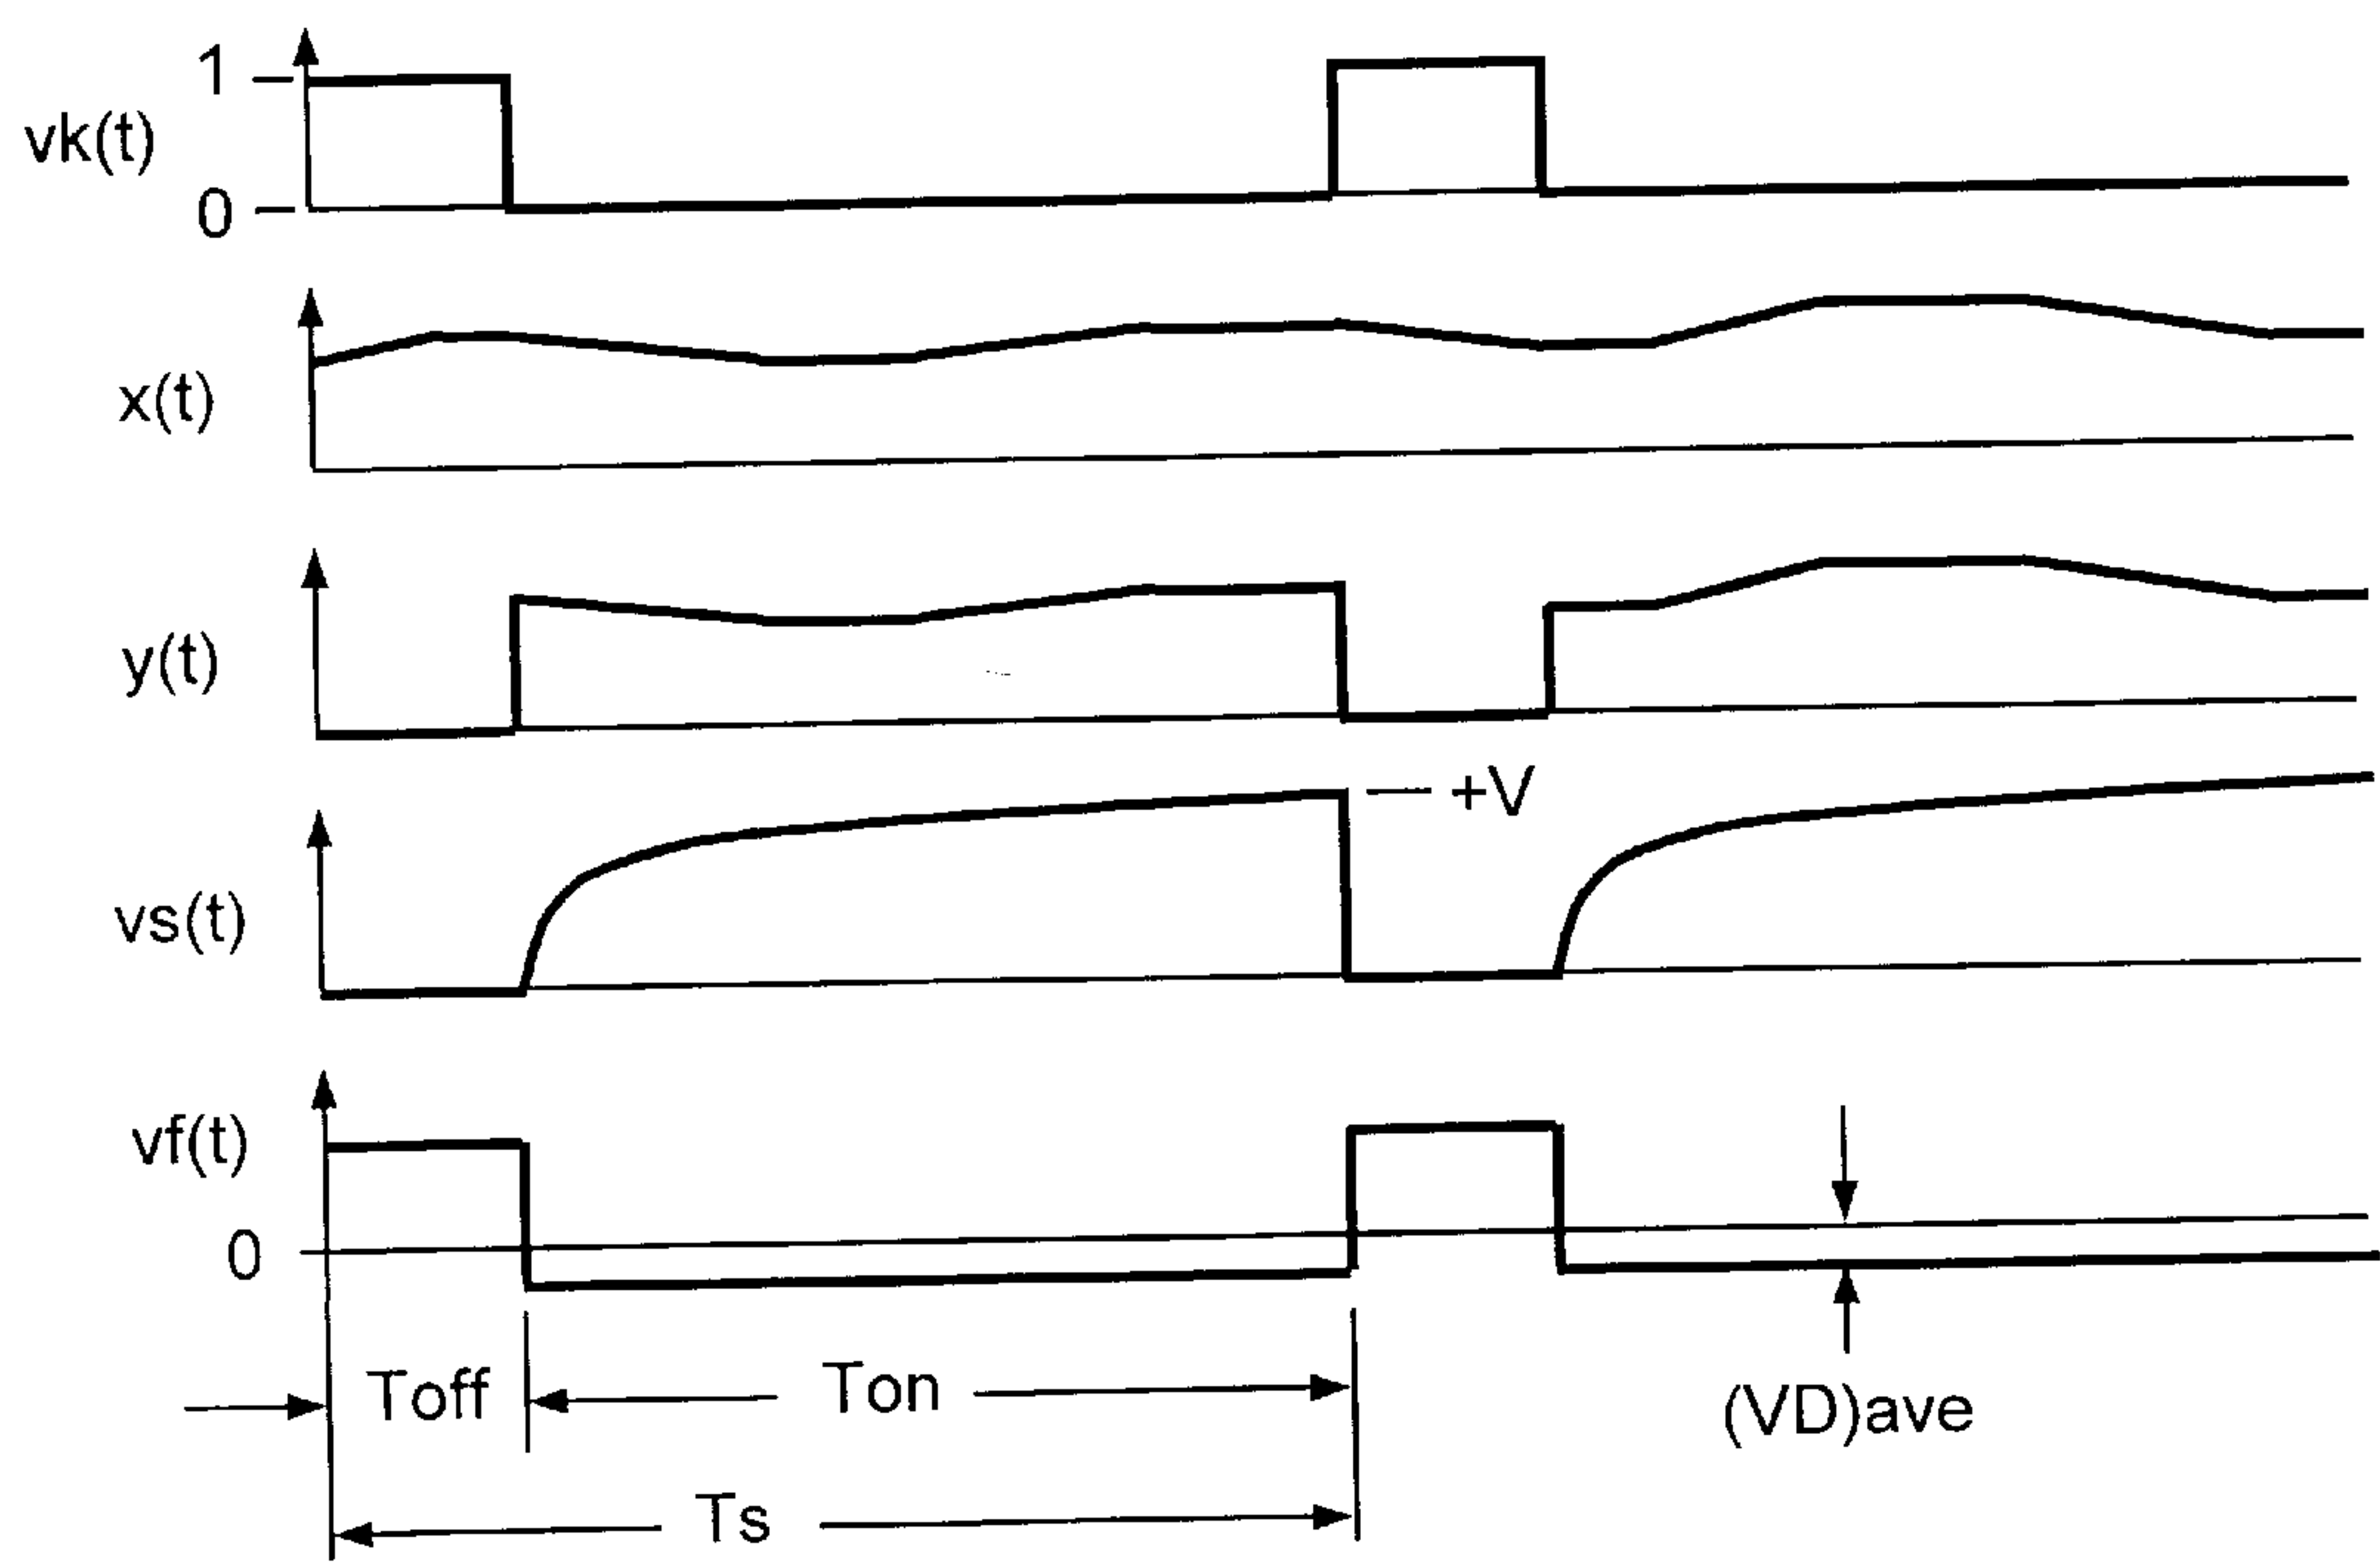 1
vk(t)
0
x(t)
y(t)
+V
vs(t)
vf(t)
0
Toff
Ton
(VD)ave
Ts